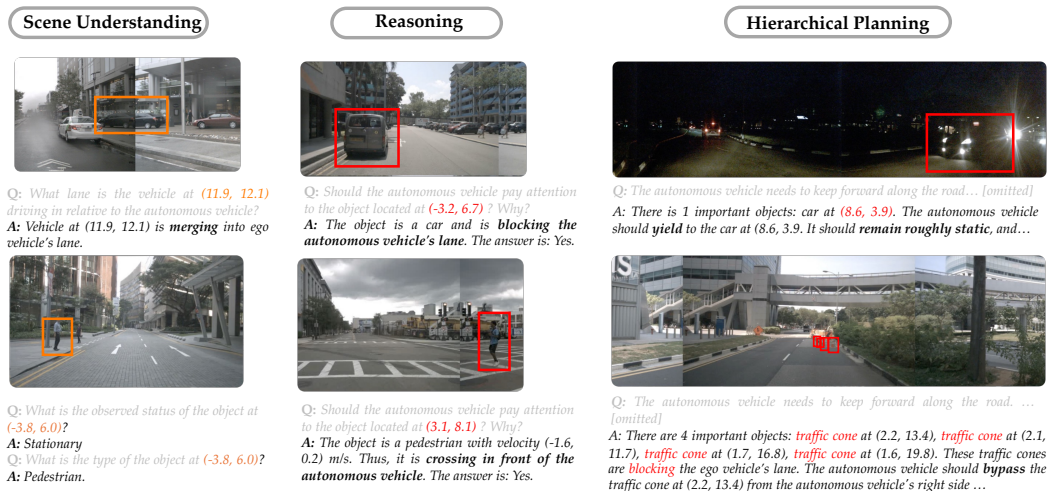 Scene Understanding
Reasoning
Hierarchical Planning
Q: What lane is the vehicle at (11.9, 12.1)
driving in relative to the autonomous vehicle?
A: Vehicle at (11.9, 12.1) is merging into ego
vehicle's lane.
Q: Should the autonomous vehicle pay attention
to the object located at (-3.2, 6.7) ? Why?
A: The object is a car and is blocking the
autonomous vehicle's lane. The answer is: Yes.
Q: The autonomous vehicle needs to keep forward along the road... [omitted]
A: There is 1 important objects: car at (8.6, 3.9). The autonomous vehicle
should yield to the car at (8.6, 3.9. It should remain roughly static, and...
S
Q: What is the observed status of the object at
(-3.8, 6.0)?
A: Stationary
Q: What is the type of the object at (-3.8, 6.0)?
A: Pedestrian.
Q: Should the autonomous vehicle pay attention
to the object located at (3.1, 8.1) ? Why?
A: The object is a pedestrian with velocity (-1.6,
0.2) m/s. Thus, it is crossing in front of the
autonomous vehicle. The answer is: Yes.
Q: The autonomous vehicle needs to keep forward along the road. ...
[omitted]
A: There are 4 important objects: traffic cone at (2.2, 13.4), traffic cone at (2.1,
11.7), traffic cone at (1.7, 16.8), traffic cone at (1.6, 19.8). These traffic cones
are blocking the ego vehicle's lane. The autonomous vehicle should bypass the
traffic cone at (2.2, 13.4) from the autonomous vehicle's right side ...